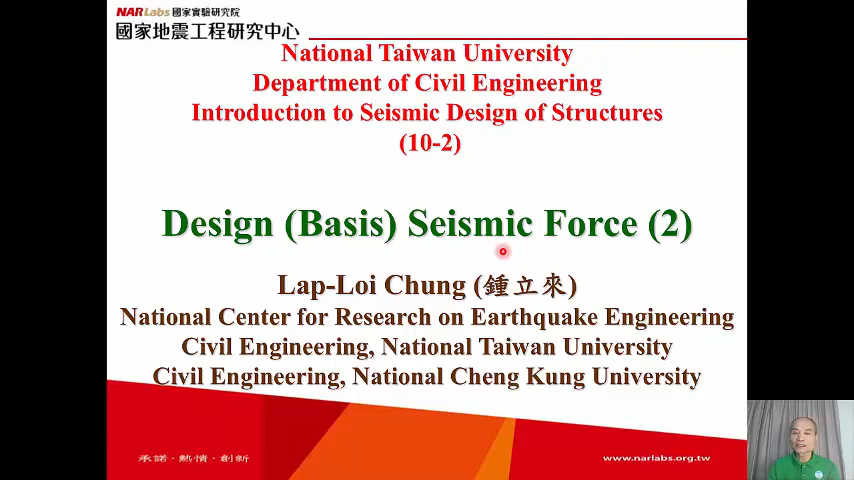 NARLabs 國家實驗研究院
國家地震工程研究中心
National Taiwan University
Department of Civil Engineering
Introduction to Seismic Design of Structures
(10-2)
Design (Basis) Seismic Force (2)
Lap-Loi Chung (鍾立來)
National Center for Research on Earthquake Engineering
Civil Engineering, National Taiwan University
Civil Engineering, National Cheng Kung University
承諾．熱情．創新
www.narlabs.org.tw